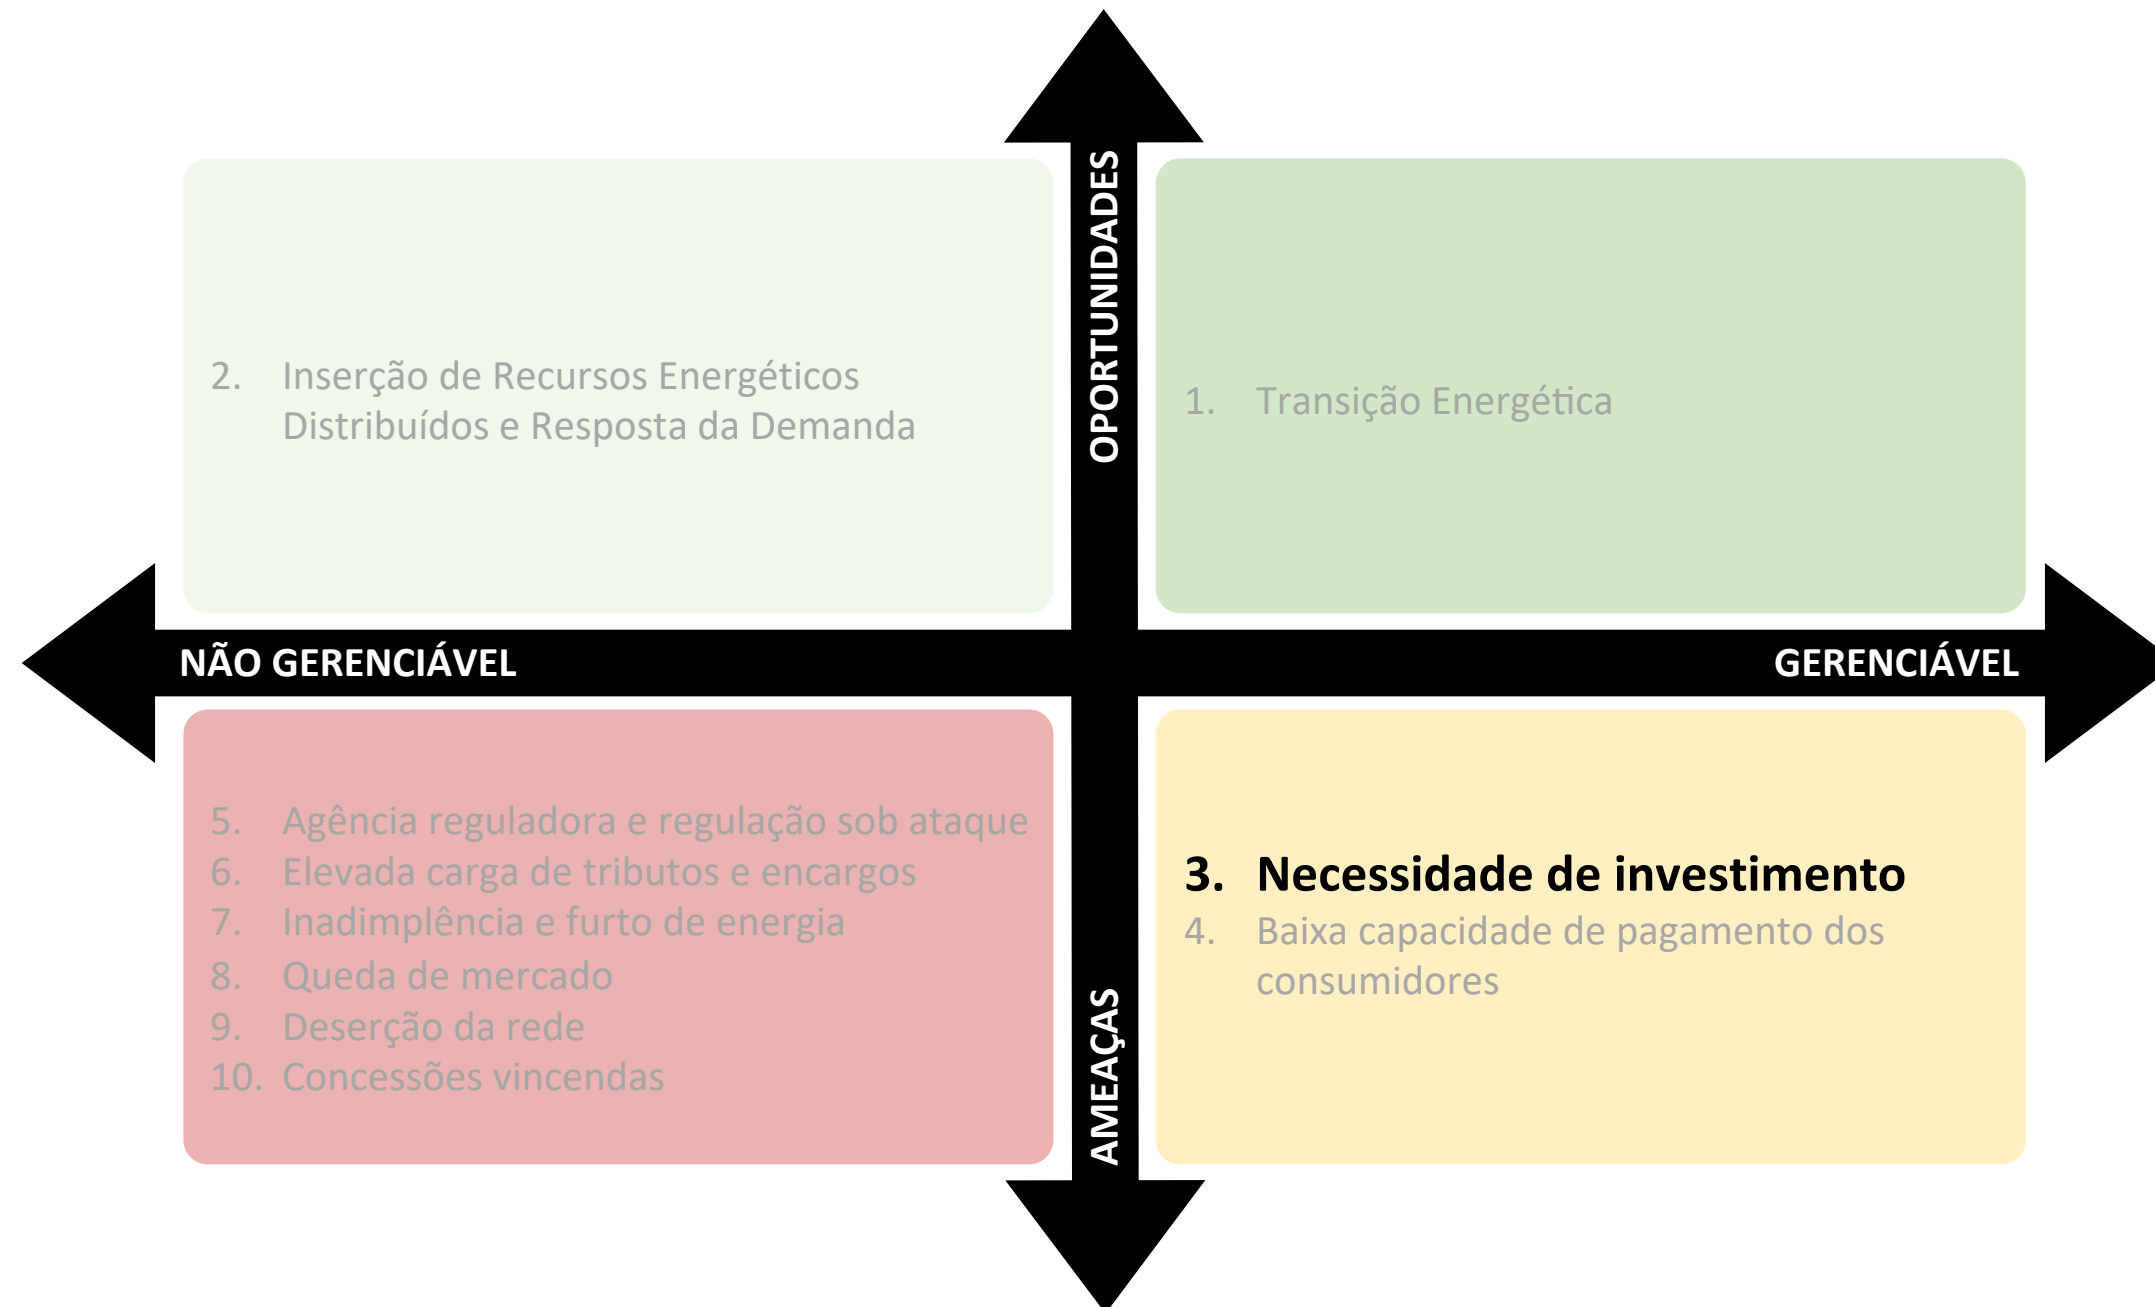 OPORTUNIDADES
2. Inserção de Recursos Energéticos
Distribuídos e Resposta da Demanda
1. Transição Energética
NÃO GERENCIÁVEL
GERENCIÁVEL
5. Agência reguladora e regulação sob ataque
6. Elevada carga de tributos e encargos
7. Inadimplência e furto de energia
8. Queda de mercado
9. Deserção da rede
10. Concessões vincendas
3. Necessidade de investimento
4. Baixa capacidade de pagamento dos
consumidores
AMEAÇAS